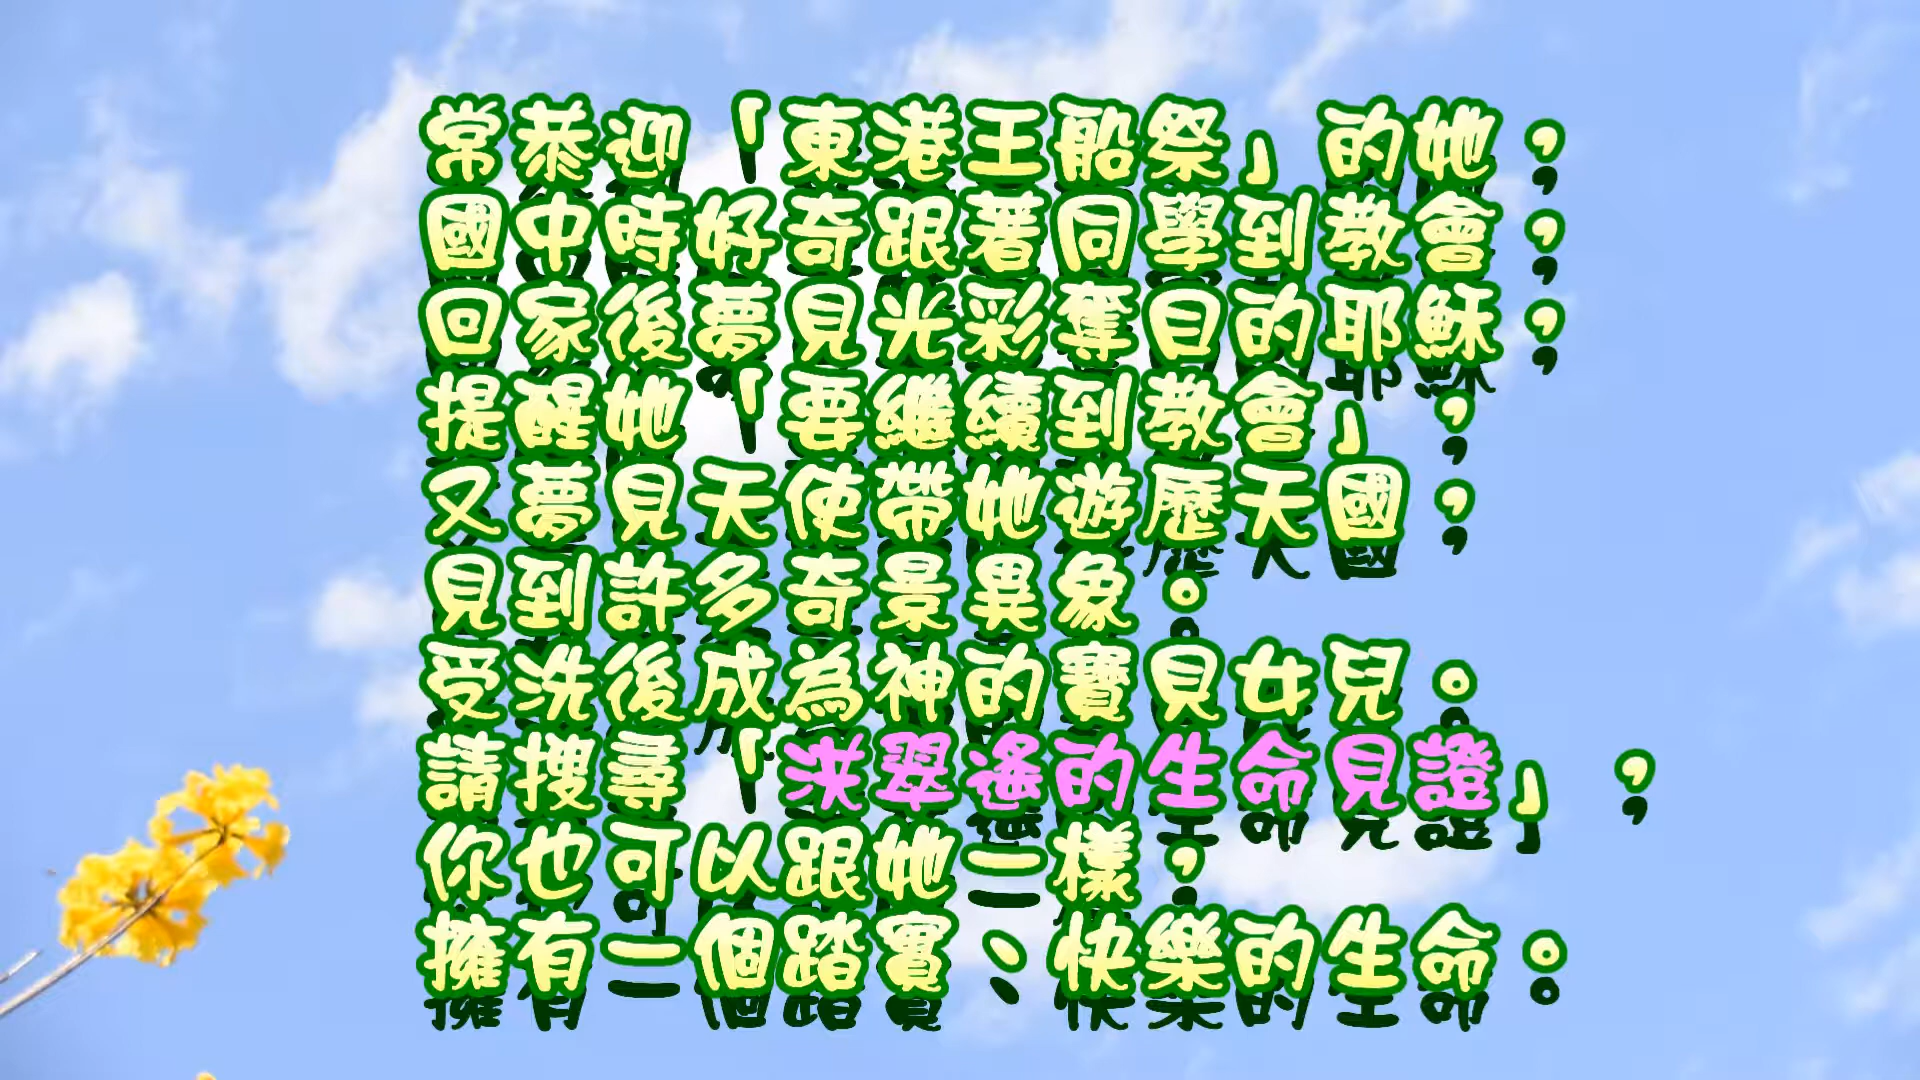 常恭迎「東港王船祭」的她，
國中時好奇跟著同學到教會，
回家後夢見光彩奪目的耶穌，
提醒她「要繼續到教會」，
又夢見天使帶她遊歷天國，
見到許多奇景異象。
受洗後成為神的寶貝女兒。
請搜尋「洪翠遙的生命見證」，
你也可以跟她一樣，
擁有一個踏實、快樂的生命。